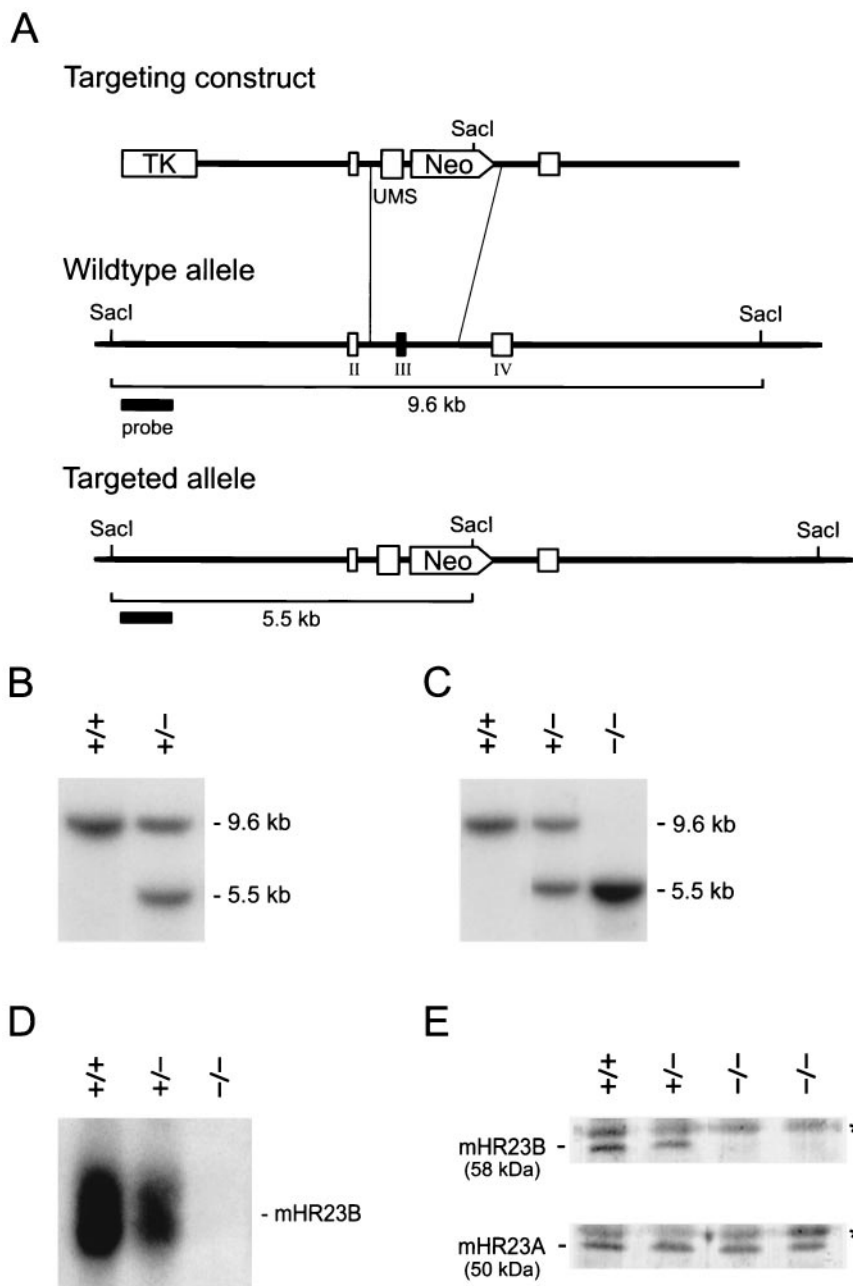 A
Targeting construct
SacI
TK
Neo
UMS
Wildtype allele
SacI
SacI
II
III
IV
9.6 kb
probe
Targeted allele
SacI
SacI
SacI
Neo
5.5 kb
B
+/+
+/-
- 9.6 kb
- 5.5 kb
C
+/+
+/-
-/-
- 9.6 kb
- 5.5 kb
D
+/+
+/-
-/-
- mHR23B
E
+/+
+/-
-/-
-/-
mHR23B -
(58 kDa)
*
mHR23A -
(50 kDa)
*